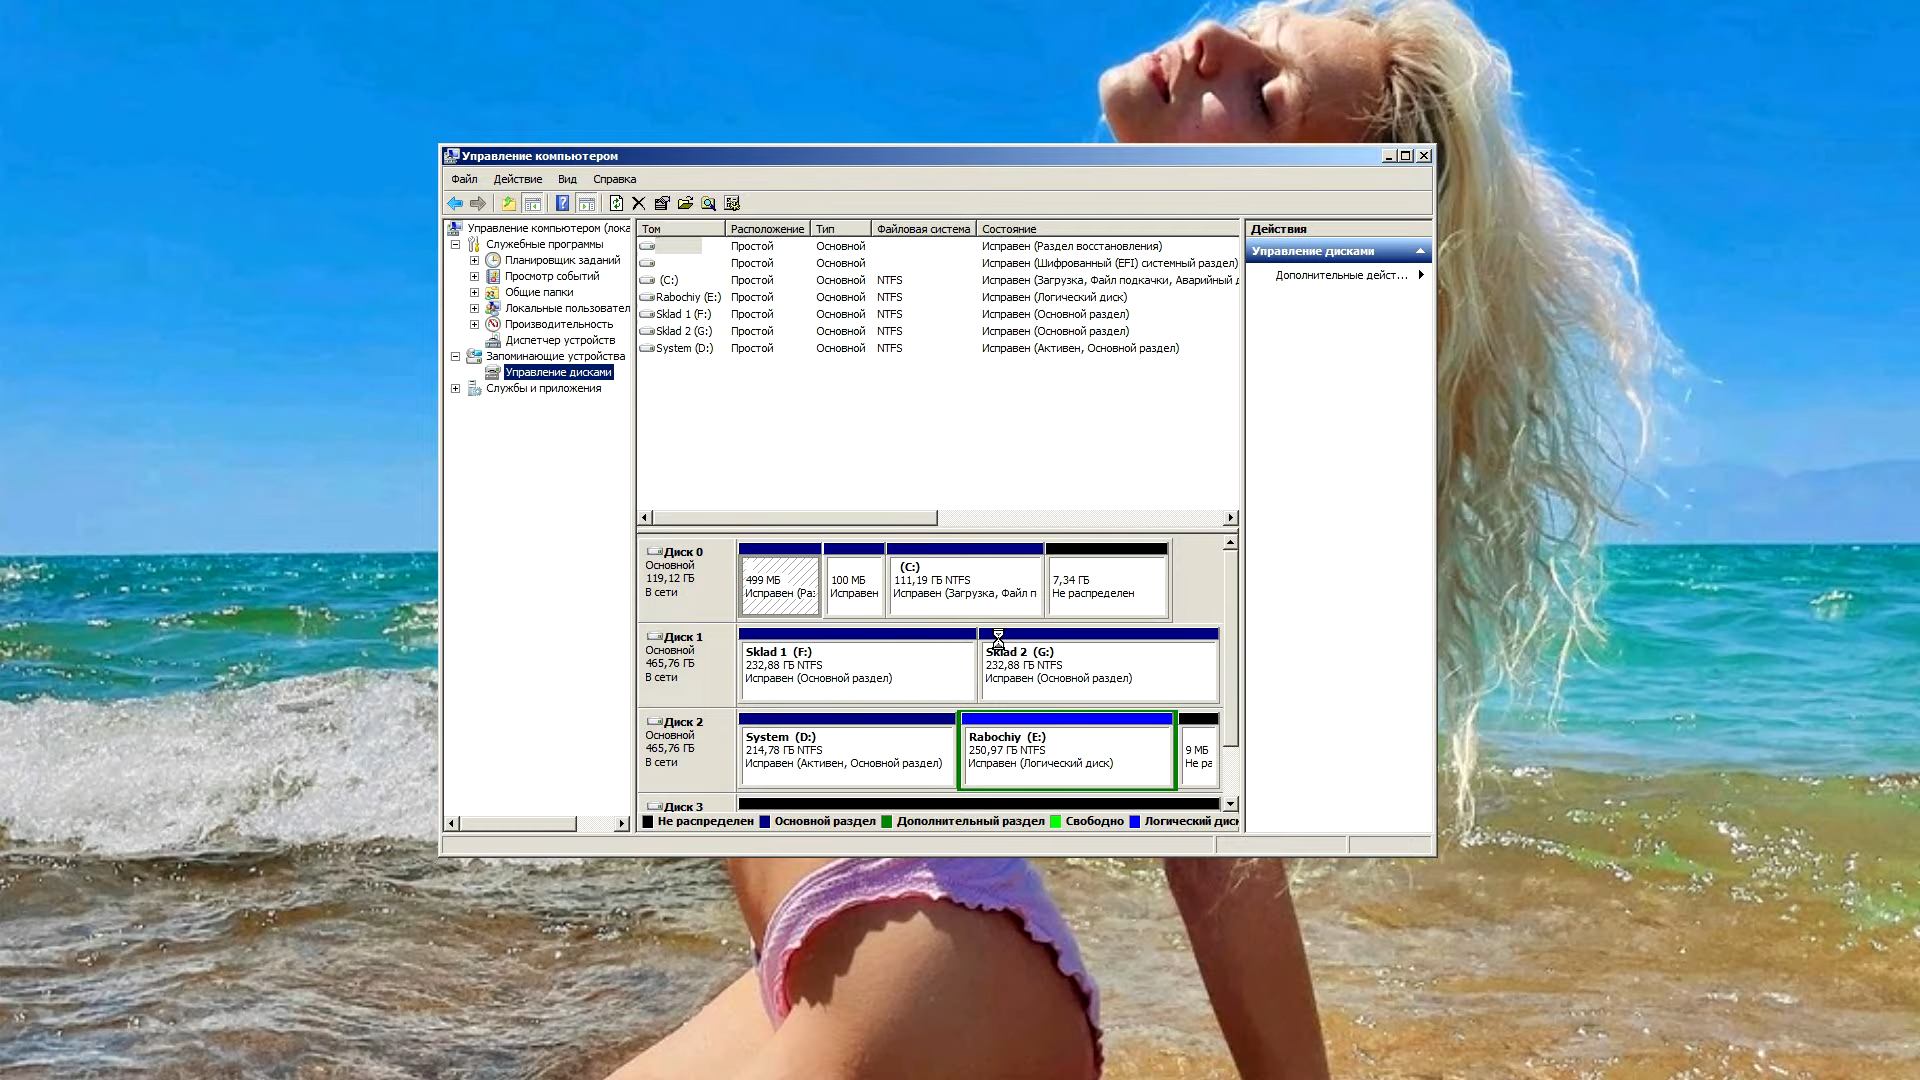 Управление компьютером
Файл Действие Вид Справка
Управление компьютером (лока
Служебные программы
Планировщик заданий
Просмотр событий
Общие папки
Локальные пользовател
Производительность
Диспетчер устройств
Запоминающие устройства
Управление дисками
Службы и приложения
Том Расположение Тип Файловая система Состояние
Простой Основной Исправен (Раздел восстановления)
Простой Основной Исправен (Шифрованный (EFI) системный раздел)
(C:) Простой Основной NTFS Исправен (Загрузка, Файл подкачки, Аварийный д
Rabochiy (E:) Простой Основной NTFS Исправен (Логический диск)
Sklad 1 (F:) Простой Основной NTFS Исправен (Основной раздел)
Sklad 2 (G:) Простой Основной NTFS Исправен (Основной раздел)
System (D:) Простой Основной NTFS Исправен (Активен, Основной раздел)
Диск 0
Основной
119,12 ГБ
В сети
499 МБ
Исправен (Раз
100 МБ
Исправен
(C:)
111,19 ГБ NTFS
Исправен (Загрузка, Файл п
7,34 ГБ
Не распределен
Диск 1
Основной
465,76 ГБ
В сети
Sklad 1 (F:)
232,88 ГБ NTFS
Исправен (Основной раздел)
Sklad 2 (G:)
232,88 ГБ NTFS
Исправен (Основной раздел)
Диск 2
Основной
465,76 ГБ
В сети
System (D:)
214,78 ГБ NTFS
Исправен (Активен, Основной раздел)
Rabochiy (E:)
250,97 ГБ NTFS
Исправен (Логический диск)
9 МБ
Не ра
Диск 3
Не распределен Основной раздел Дополнительный раздел Свободно Логический диск
Действия
Управление дисками
Дополнительные дейст...